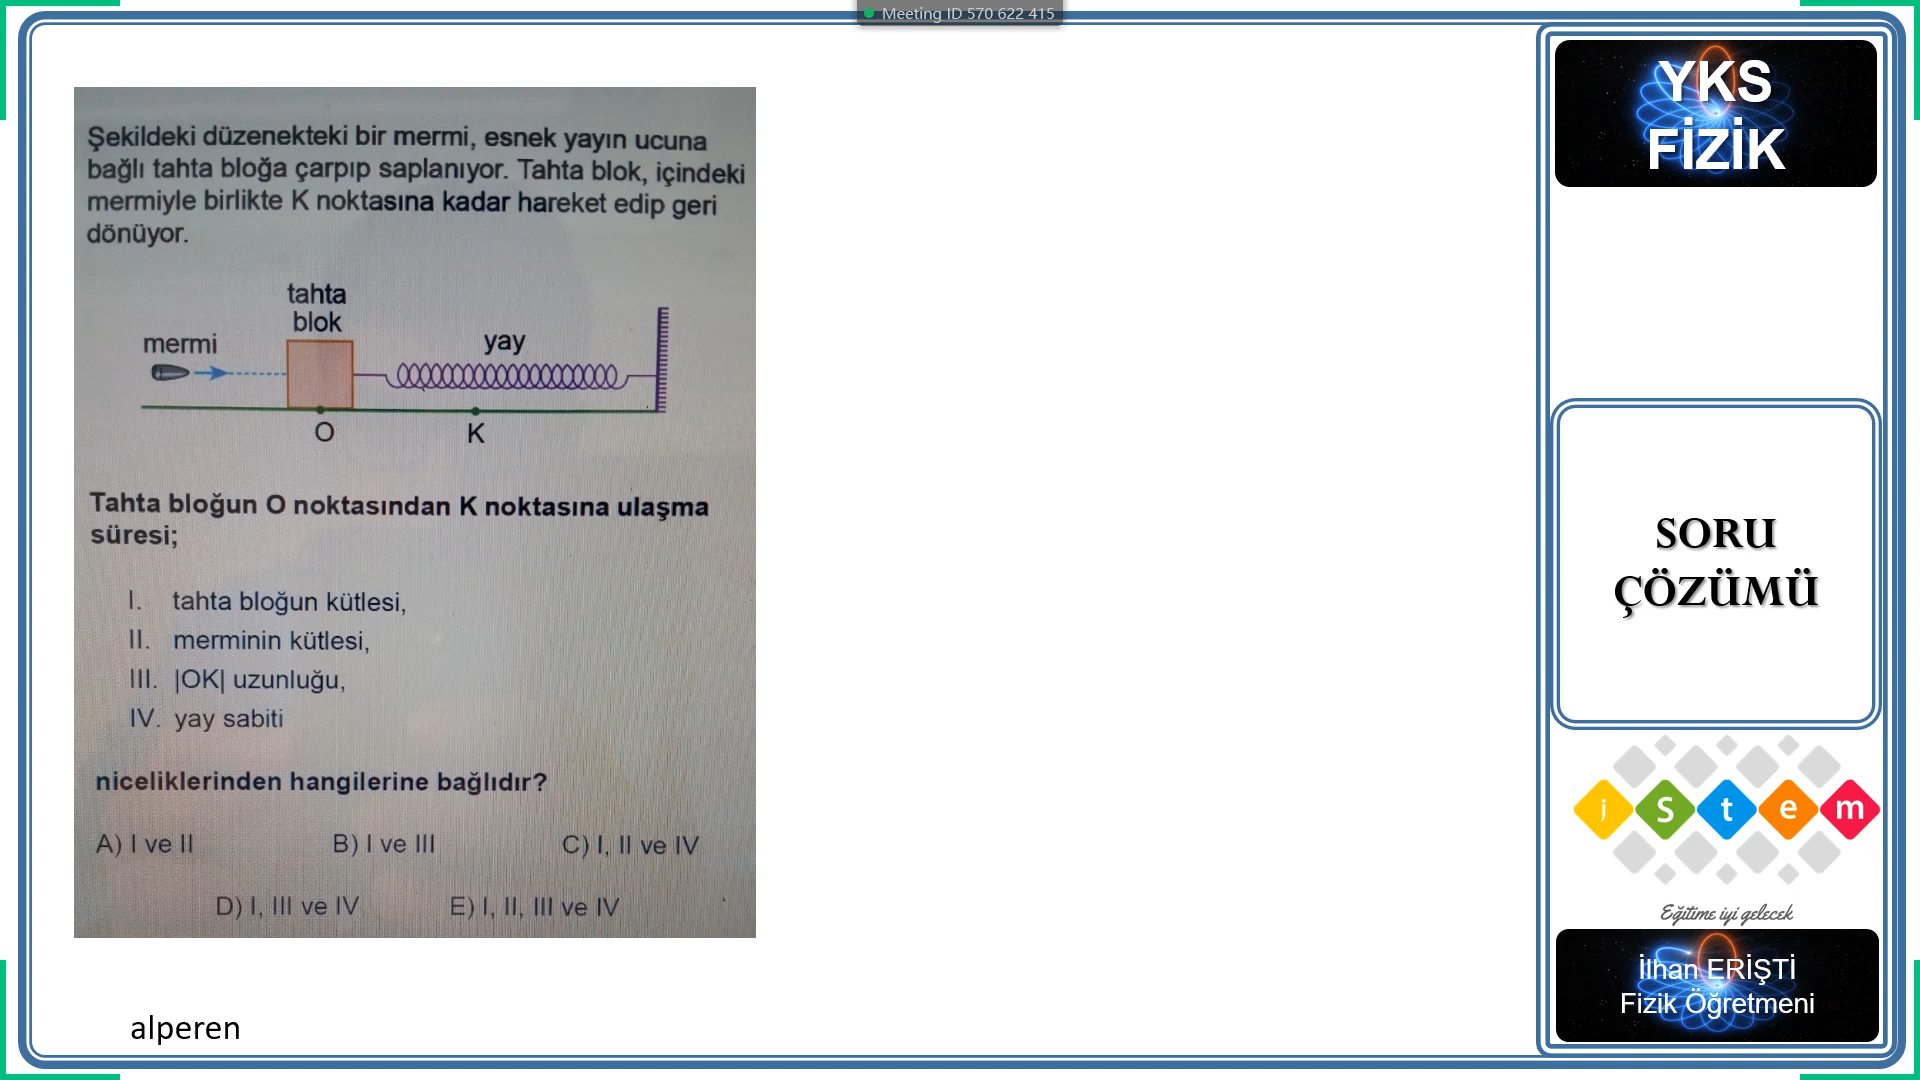 Meeting ID 570 622 415
Şekildeki düzenekteki bir mermi, esnek yayın ucuna
bağlı tahta bloğa çarpıp saplanıyor. Tahta blok, içindeki
mermiyle birlikte K noktasına kadar hareket edip geri
dönüyor.
tahta
blok
mermi
yay
O
K
Tahta bloğun O noktasından K noktasına ulaşma
süresi;
I. tahta bloğun kütlesi,
II. merminin kütlesi,
III. |OK| uzunluğu,
IV. yay sabiti
niceliklerinden hangilerine bağlıdır?
A) I ve II
B) I ve III
C) I, II ve IV
D) I, III ve IV
E) I, II, III ve IV
alperen
YKS
FİZİK
SORU
ÇÖZÜMÜ
i S t e m
Eğitime iyi gelecek
İlhan ERİŞTİ
Fizik Öğretmeni